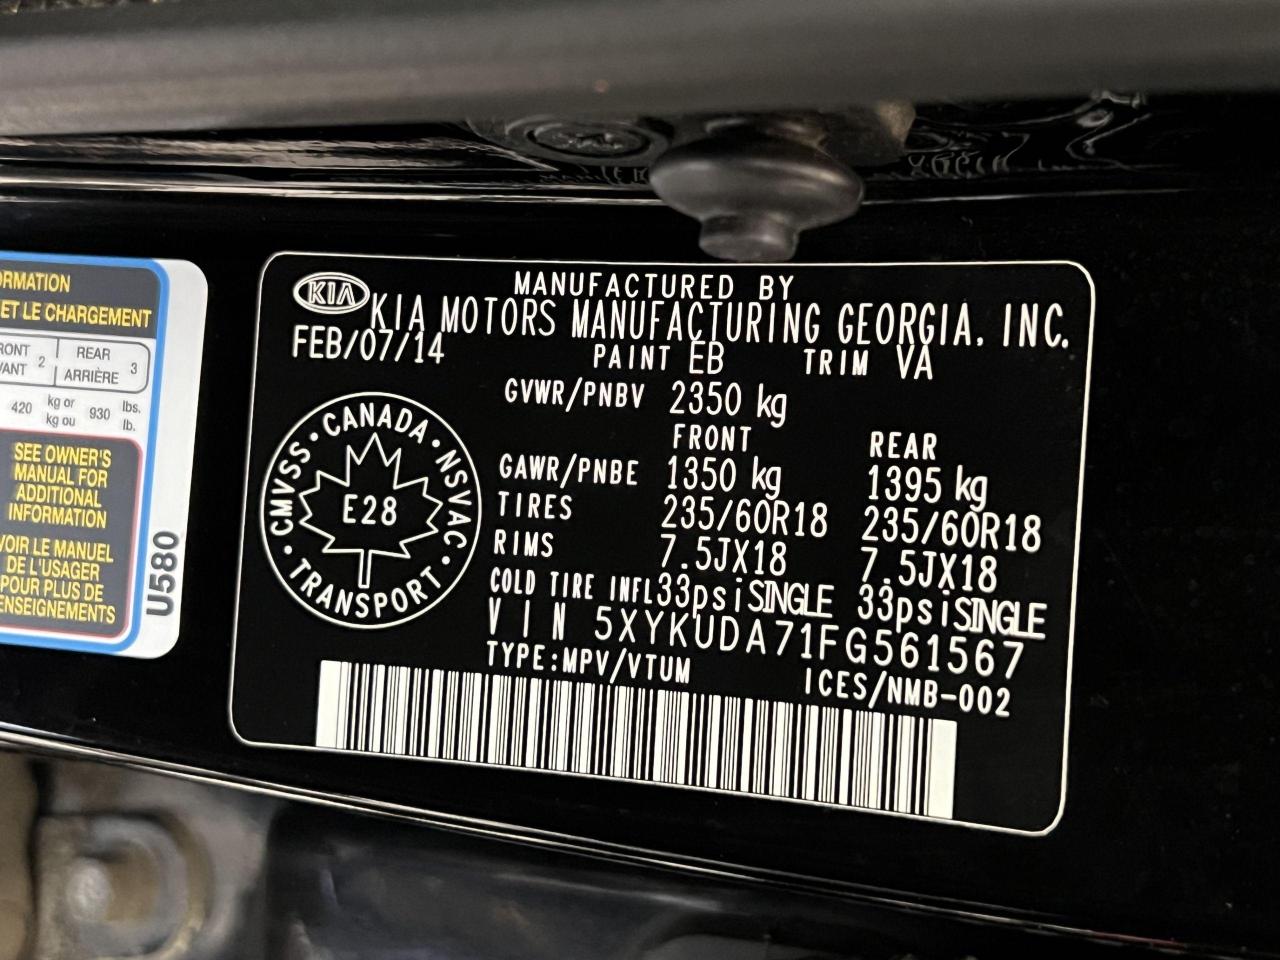 RMATION
ET LE CHARGEMENT
RONT 2 REAR 3
VANT ARRIÈRE
420 kg or 930 lbs.
kg ou lb.
SEE OWNER'S
MANUAL FOR
ADDITIONAL
INFORMATION
VOIR LE MANUEL
DE L'USAGER
POUR PLUS DE
ENSEIGNEMENTS
U580
KIA
MANUFACTURED BY
KIA MOTORS MANUFACTURING GEORGIA, INC.
FEB/07/14 PAINT EB TRIM VA
GVWR/PNBV 2350 kg
FRONT REAR
GAWR/PNBE 1350 kg 1395 kg
TIRES 235/60R18 235/60R18
RIMS 7.5JX18 7.5JX18
COLD TIRE INFL 33psiSINGLE 33psiSINGLE
VIN 5XYKUDA71FG561567
TYPE:MPV/VTUM ICES/NMB-002
CMVSS • CANADA • NSVAC •
E28
TRANSPORT •